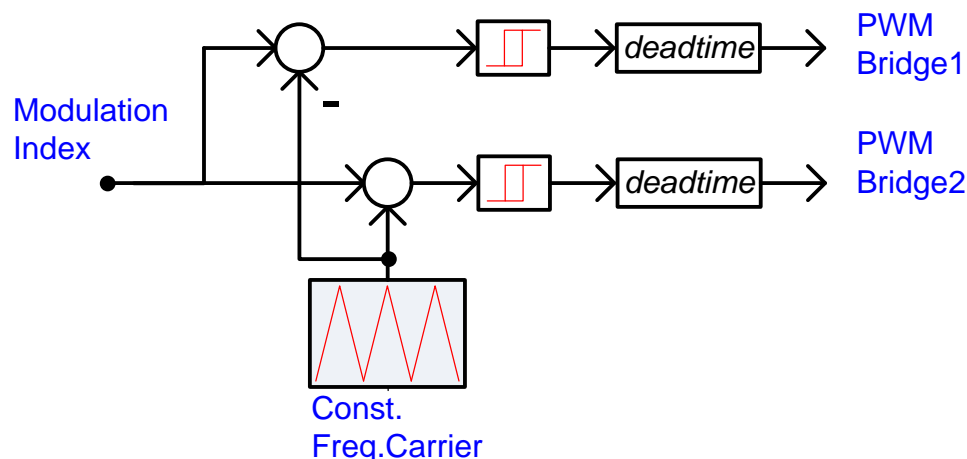 PWM
Bridge1
deadtime
Modulation
Index
-
PWM
Bridge2
deadtime
Const.
Freq.Carrier